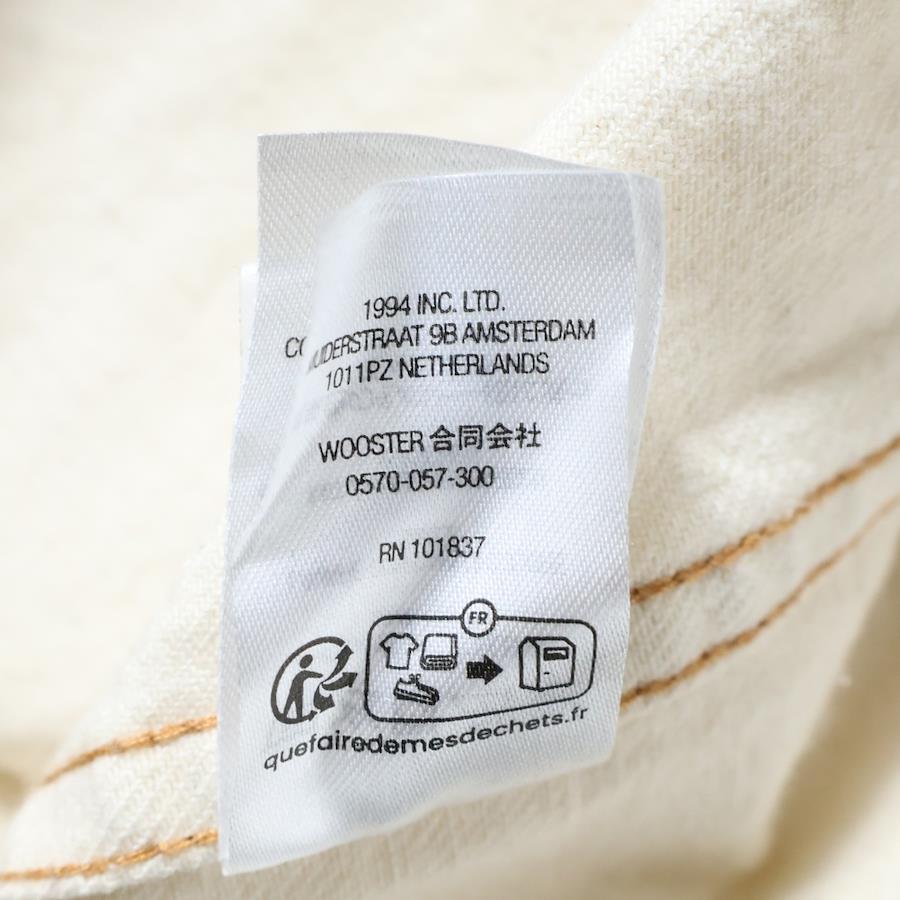 1994 INC. LTD.
9B AMSTERDAM
1011PZ NETHERLANDS
WOOSTER 合同会社
0570-057-300
RN 101837
FR
quefairedemesdechets.fr